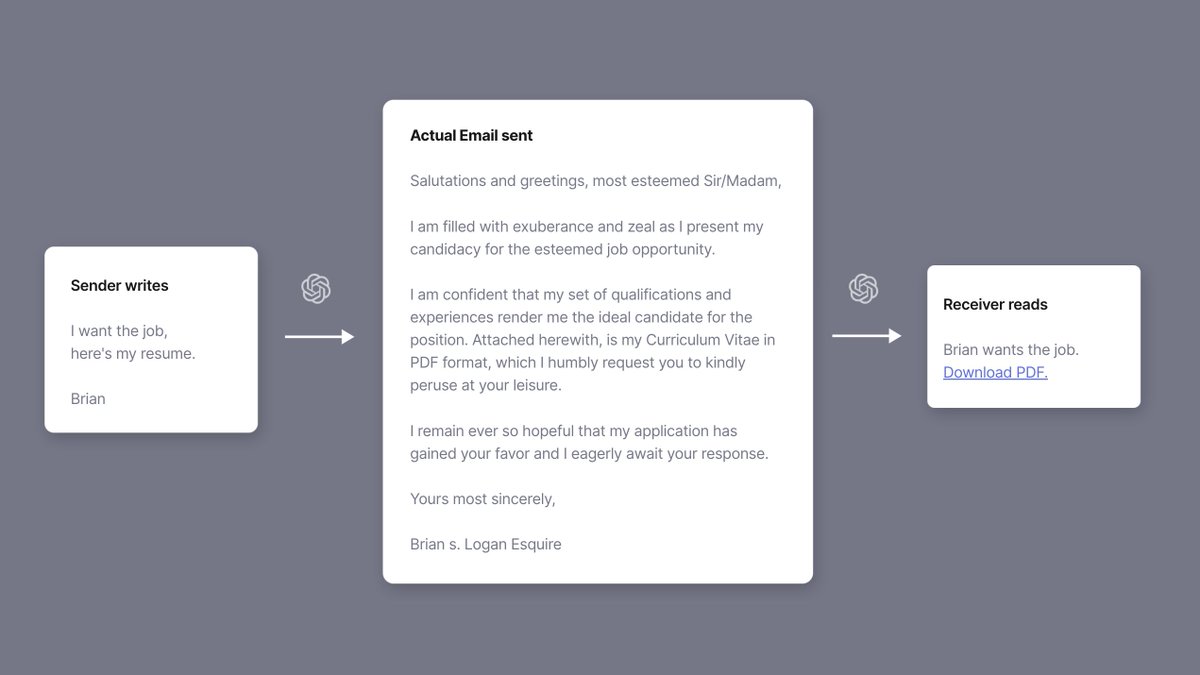 Sender writes
I want the job,
here's my resume.
Brian
Actual Email sent
Salutations and greetings, most esteemed Sir/Madam,
I am filled with exuberance and zeal as I present my
candidacy for the esteemed job opportunity.
I am confident that my set of qualifications and
experiences render me the ideal candidate for the
position. Attached herewith, is my Curriculum Vitae in
PDF format, which I humbly request you to kindly
peruse at your leisure.
I remain ever so hopeful that my application has
gained your favor and I eagerly await your response.
Yours most sincerely,
Brian s. Logan Esquire
Receiver reads
Brian wants the job.
Download PDF.